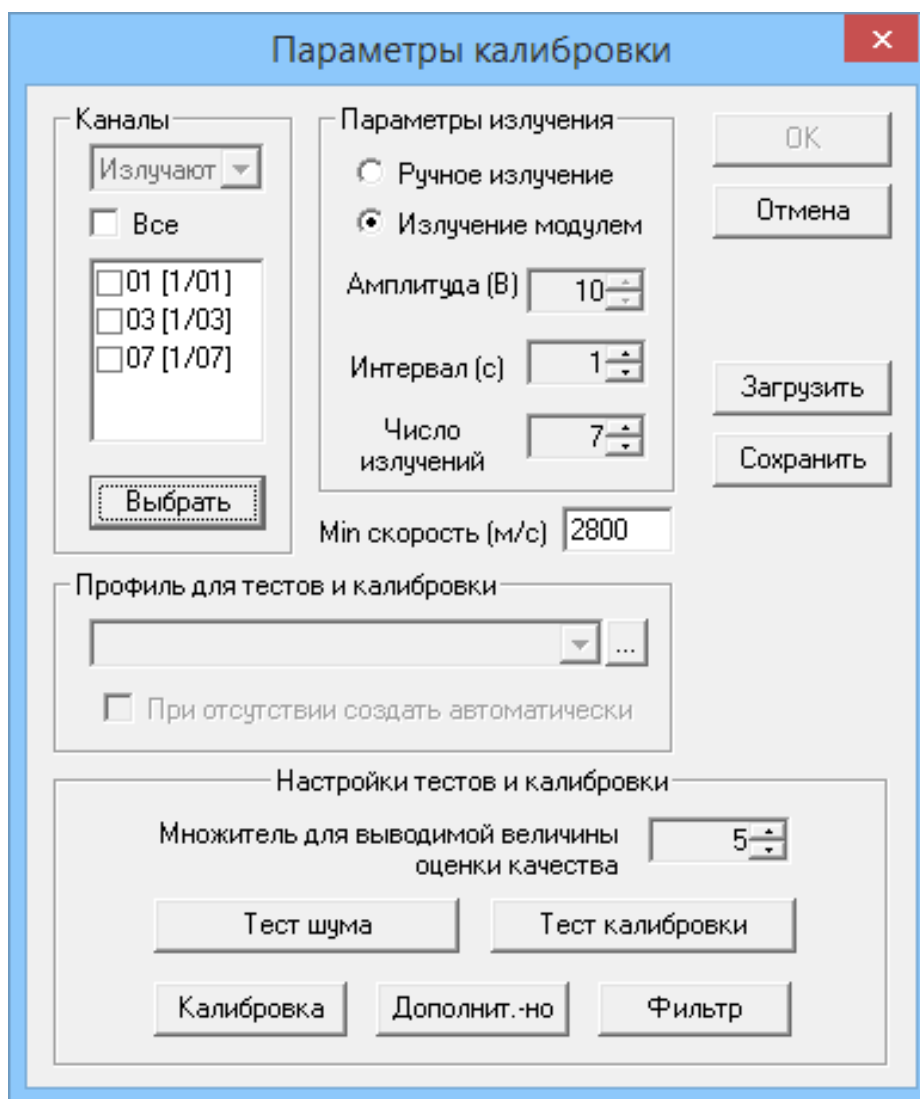 Параметры калибровки
Каналы
Излучают
Все
01 [1/01]
03 [1/03]
07 [1/07]
Выбрать
Параметры излучения
Ручное излучение
Излучение модулем
Амплитуда (В) 10
Интервал (с) 1
Число
излучений 7
Min скорость (м/с) 2800
OK
Отмена
Загрузить
Сохранить
Профиль для тестов и калибровки
...
При отсутствии создать автоматически
Настройки тестов и калибровки
Множитель для выводимой величины
оценки качества 5
Тест шума Тест калибровки
Калибровка Дополнит.-но Фильтр